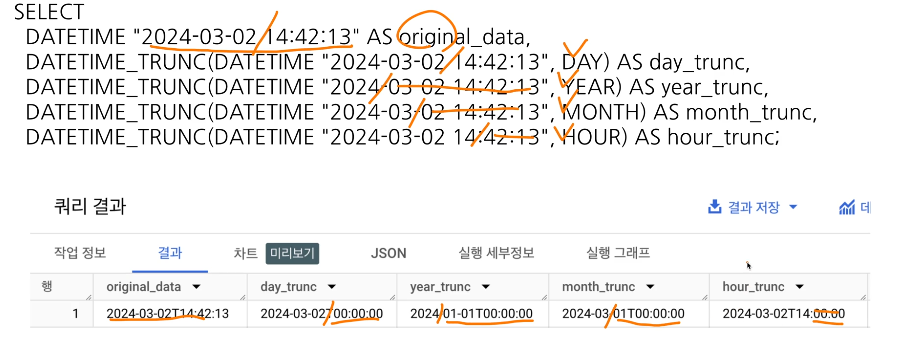 SELECT
DATETIME "2024-03-02 14:42:13" AS original_data,
DATETIME_TRUNC(DATETIME "2024-03-02 14:42:13", DAY) AS day_trunc,
DATETIME_TRUNC(DATETIME "2024-03-02 14:42:13", YEAR) AS year_trunc,
DATETIME_TRUNC(DATETIME "2024-03-02 14:42:13", MONTH) AS month_trunc,
DATETIME_TRUNC(DATETIME "2024-03-02 14:42:13", HOUR) AS hour_trunc;
쿼리 결과 결과 저장 데
작업 정보 결과 차트 미리보기 JSON 실행 세부정보 실행 그래프
행 original_data day_trunc year_trunc month_trunc hour_trunc
1 2024-03-02T14:42:13 2024-03-02T00:00:00 2024-01-01T00:00:00 2024-03-01T00:00:00 2024-03-02T14:00:00